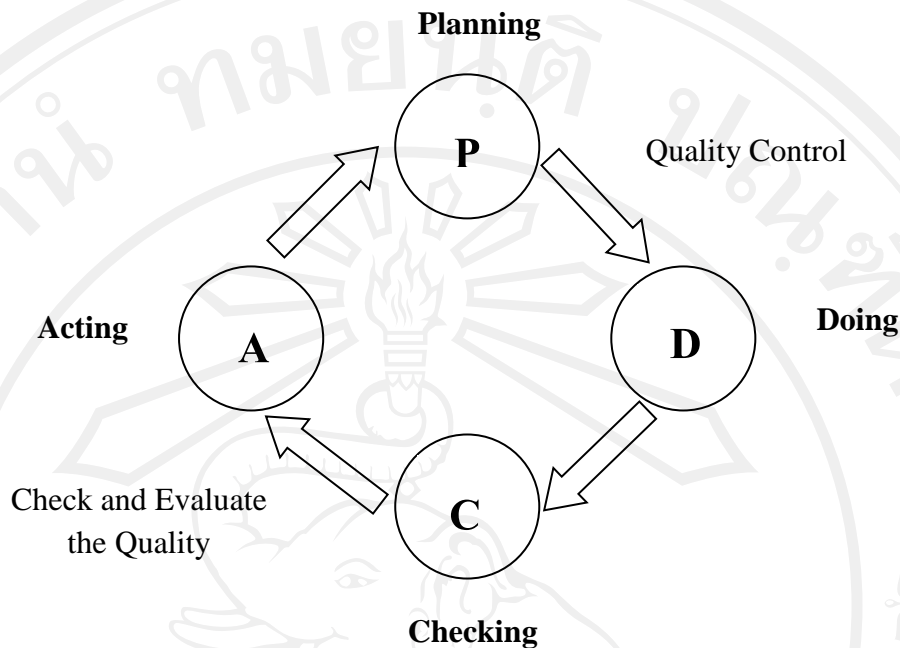 Planning
P
Quality Control
A
Acting
D
Doing
C
Check and Evaluate
the Quality
Checking